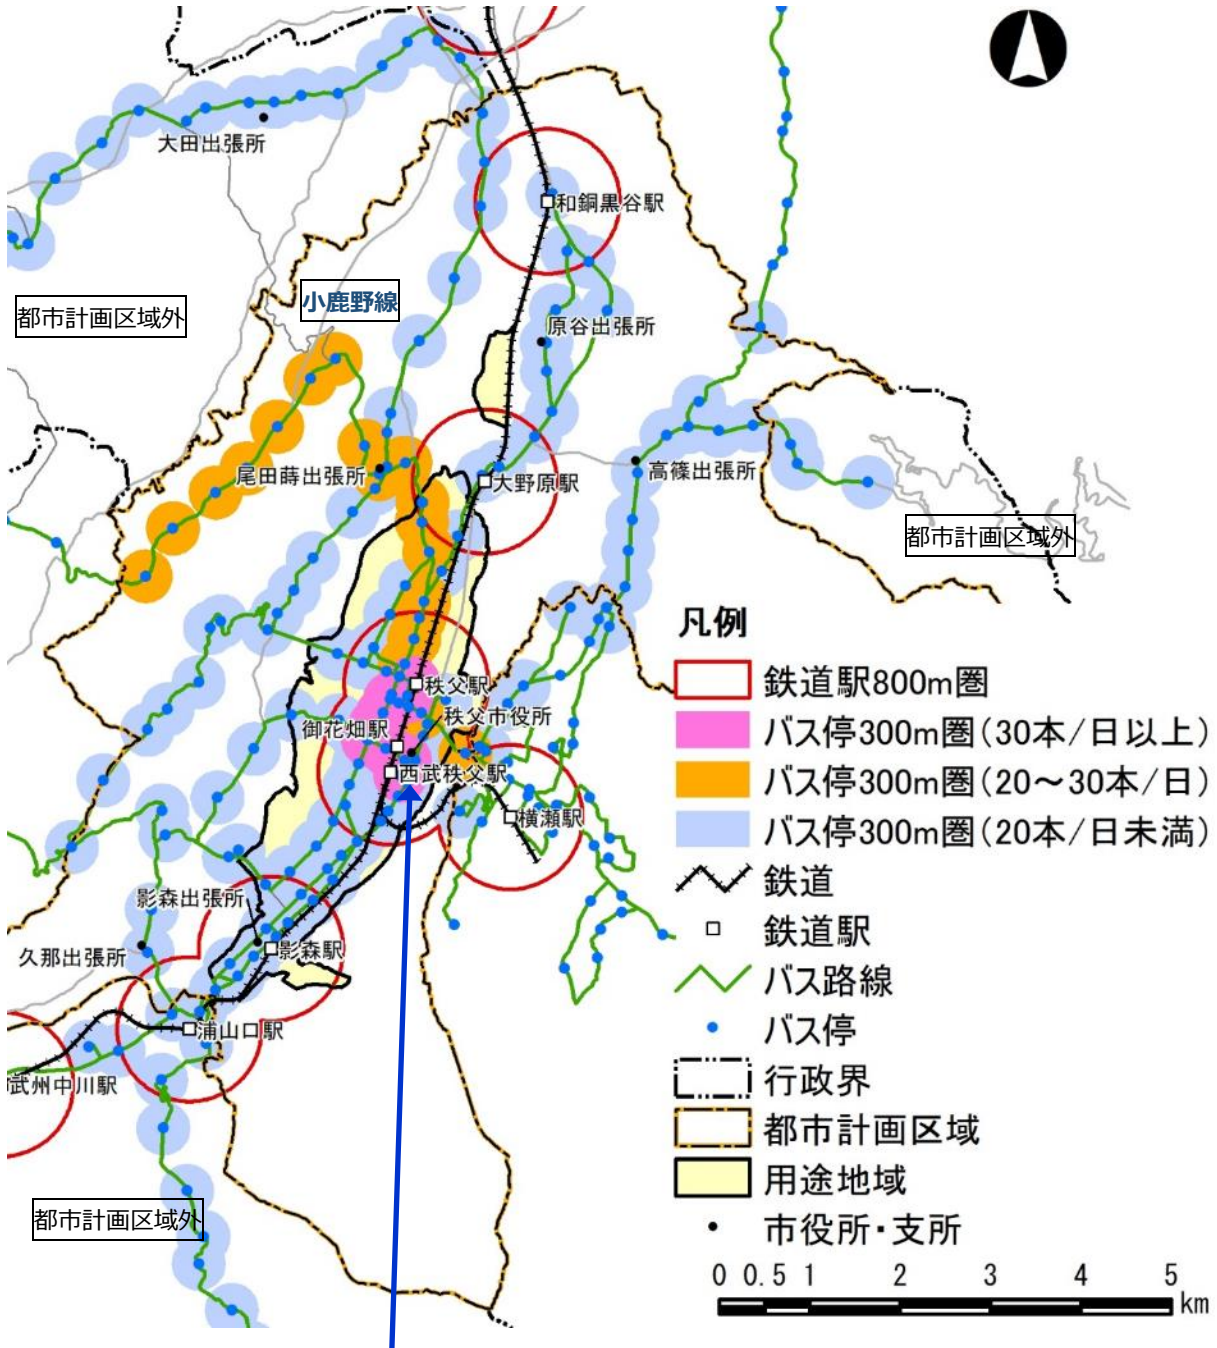 大田出張所
和銅黒谷駅
都市計画区域外
小鹿野線
原谷出張所
尾田蒔出張所
大野原駅
高篠出張所
都市計画区域外
秩父駅
秩父市役所
御花畑駅
西武秩父駅
横瀬駅
影森出張所
久那出張所
影森駅
浦山口駅
武州中川駅
都市計画区域外
凡例
鉄道駅800m圏
バス停300m圏(30本/日以上)
バス停300m圏(20～30本/日)
バス停300m圏(20本/日未満)
鉄道
鉄道駅
バス路線
バス停
行政界
都市計画区域
用途地域
市役所・支所
0 0.5 1 2 3 4 5
km